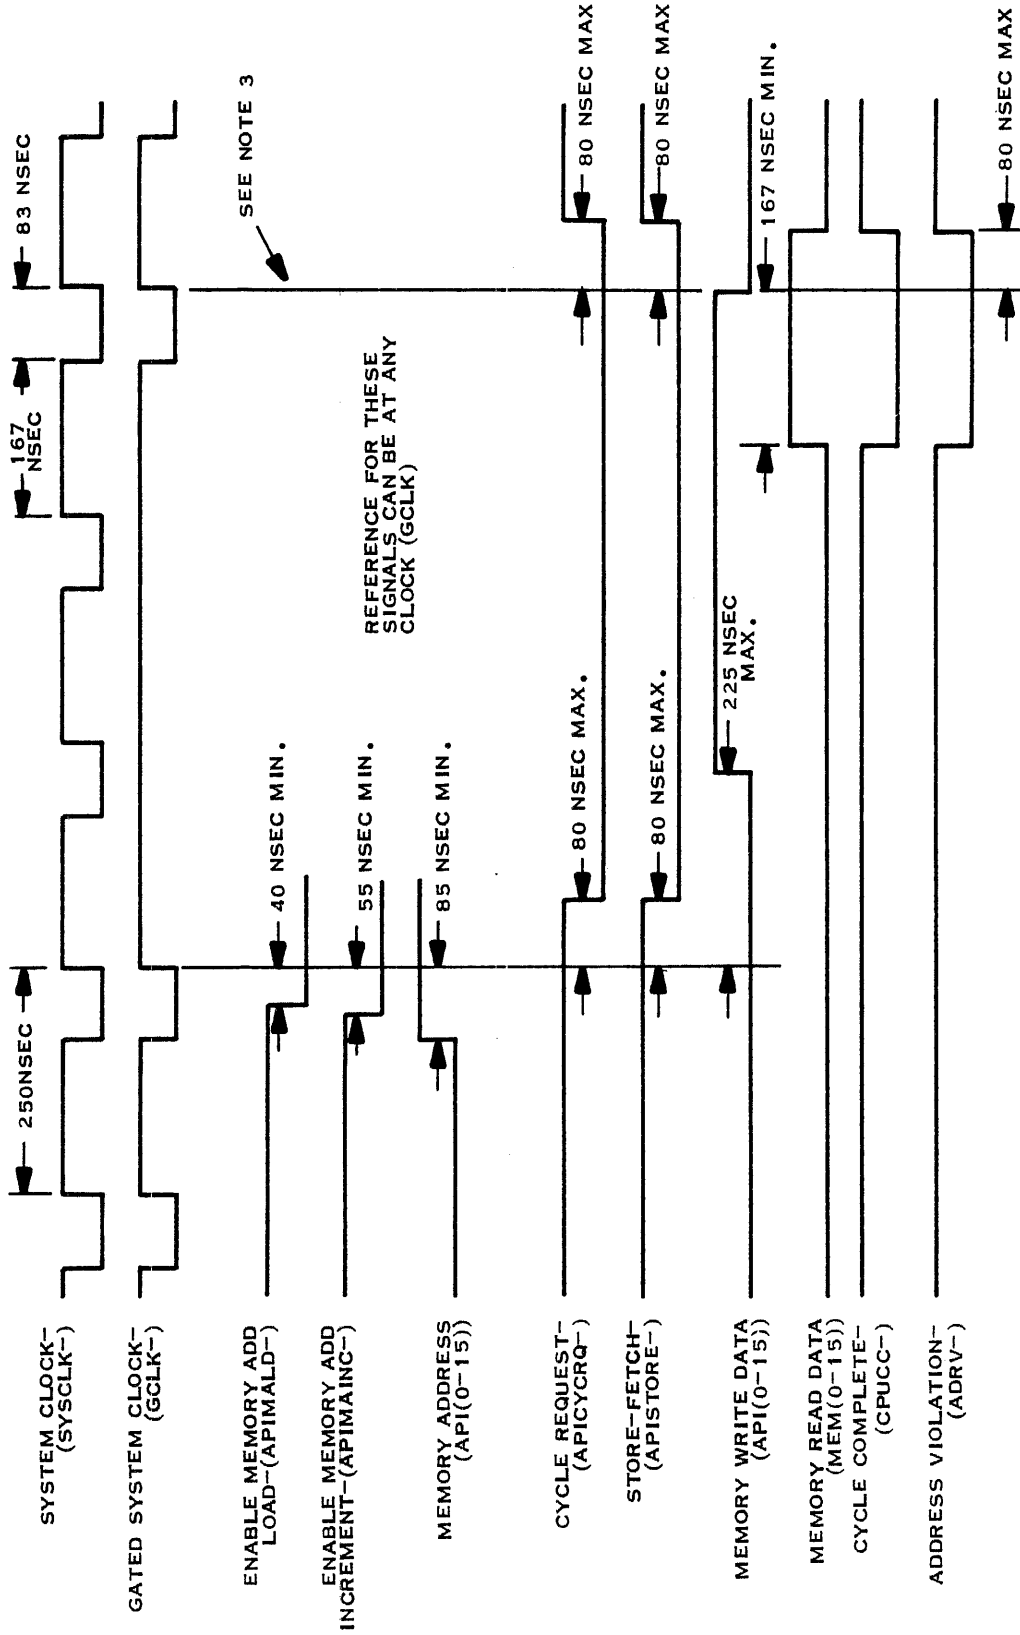 SYSTEM CLOCK-
(SYSCLK-)
GATED SYSTEM CLOCK-
(GCLK-)
ENABLE MEMORY ADD
LOAD-(APIMALD-)
ENABLE MEMORY ADD
INCREMENT-(APIMAINC-)
MEMORY ADDRESS
(API(0-15))
CYCLE REQUEST-
(APICYCRQ-)
STORE-FETCH-
(APISTORE-)
MEMORY WRITE DATA
(API(0-15))
MEMORY READ DATA
(MEM(0-15))
CYCLE COMPLETE-
(CPUCC-)
ADDRESS VIOLATION-
(ADRV-)
250NSEC
167
NSEC
83 NSEC
SEE NOTE 3
40 NSEC MIN.
55 NSEC MIN.
85 NSEC MIN.
REFERENCE FOR THESE
SIGNALS CAN BE AT ANY
CLOCK (GCLK)
80 NSEC MAX.
80 NSEC MAX
80 NSEC MAX.
80 NSEC MAX
225 NSEC
MAX.
167 NSEC MIN.
80 NSEC MAX